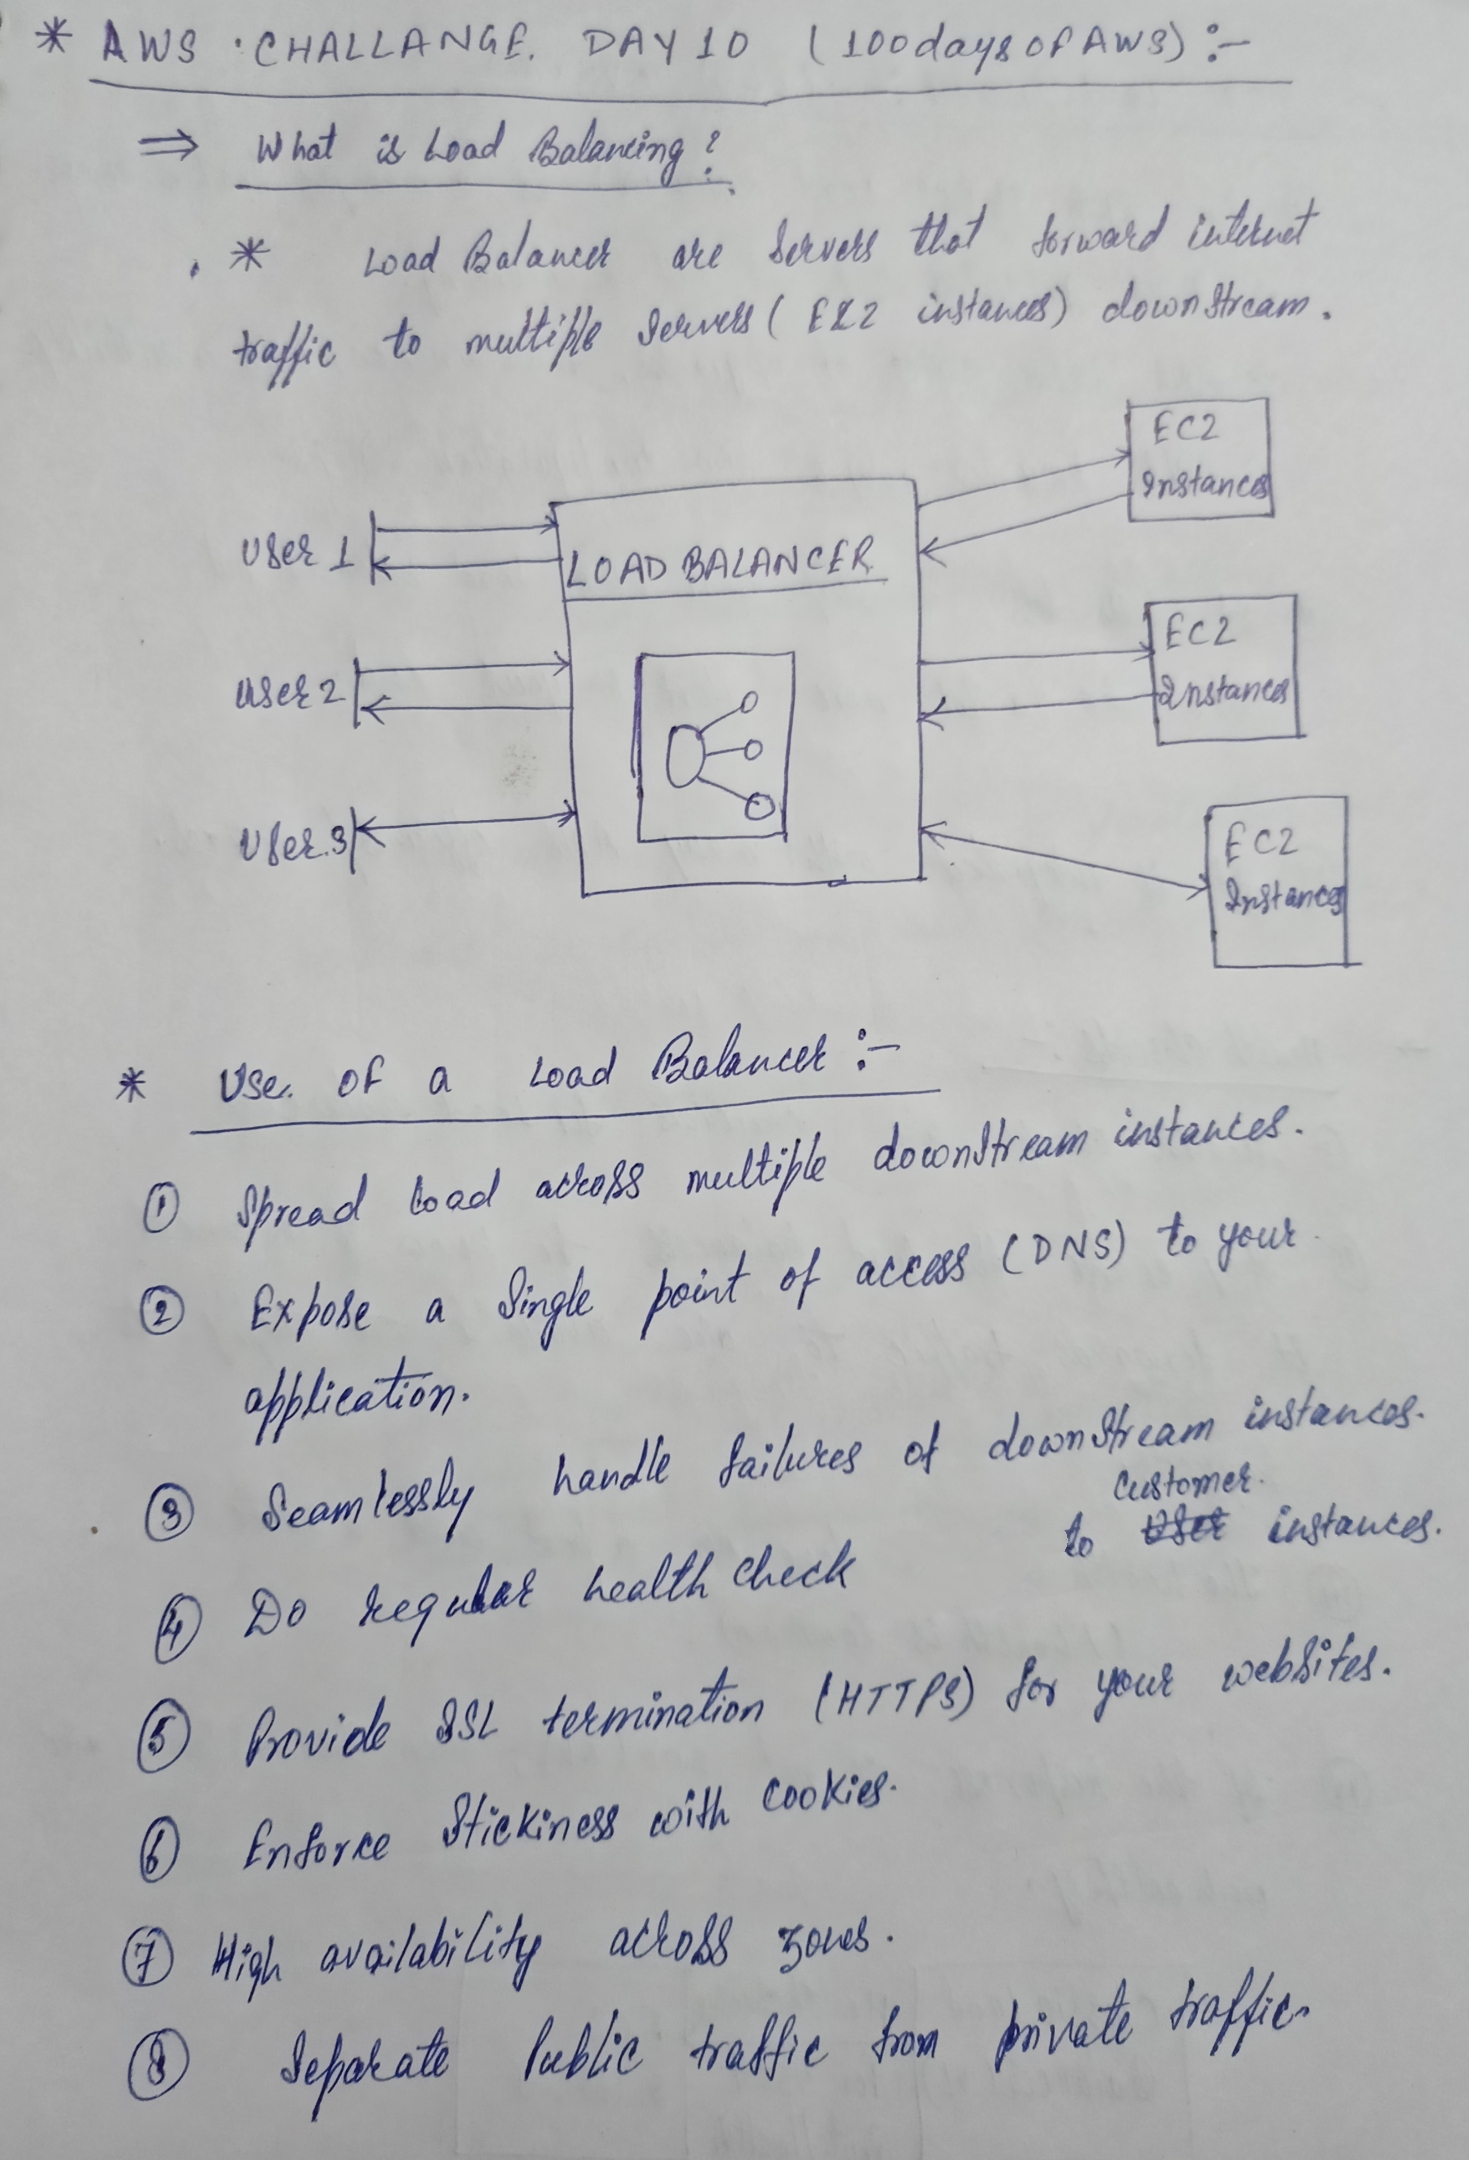 * AWS CHALLANGE. DAY 10 (100daysOfAWS) :-
⇒ What is Load Balancing?
* Load Balancer are servers that forward internet
traffic to multiple servers (EC2 instances) downstream.
EC2
Instances
User 1
LOAD BALANCER
EC2
Instances
User 2
User 3
EC2
Instances
* Use of a Load Balancer :-
① Spread load across multiple downstream instances.
② Expose a single point of access (DNS) to your
application.
③ Seamlessly handle failures of downstream instances.
Customer
④ Do regular health check to User instances.
⑤ Provide SSL termination (HTTPS) for your websites.
⑥ Enforce Stickiness with cookies.
⑦ High availability across zones.
⑧ Separate Public traffic from private traffic.